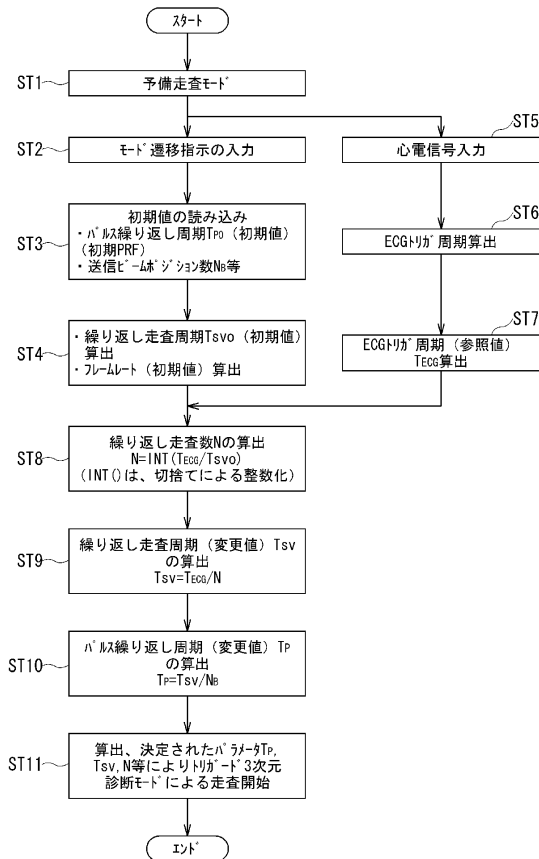 スタート
ST1
予備走査モード
ST2
モード遷移指示の入力
ST3
初期値の読み込み
・パルス繰り返し周期TP0（初期値）
(初期PRF)
・送信ビームポジション数NB等
ST4
・繰り返し走査周期Tsvo（初期値）
算出
・フレームレート（初期値）算出
ST5
心電信号入力
ST6
ECGトリガ周期算出
ST7
ECGトリガ周期（参照値）
TECG算出
ST8
繰り返し走査数Nの算出
N=INT(TECG/Tsvo)
(INT()は、切捨てによる整数化)
ST9
繰り返し走査周期（変更値）Tsv
の算出
Tsv=TECG/N
ST10
パルス繰り返し周期（変更値）TP
の算出
TP=Tsv/NB
ST11
算出、決定されたパラメータTP,
Tsv,N等によりトリガード3次元
診断モードによる走査開始
エンド